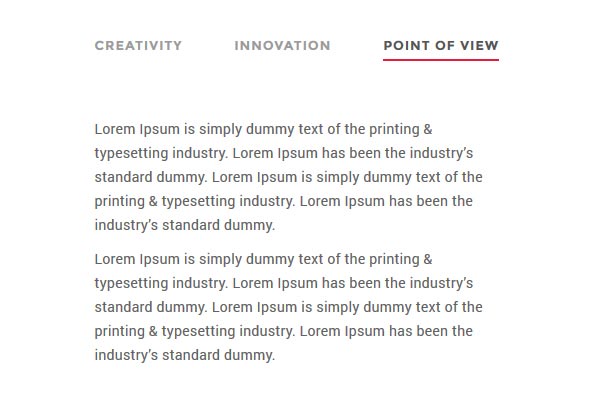 CREATIVITY INNOVATION POINT OF VIEW
Lorem Ipsum is simply dummy text of the printing &
typesetting industry. Lorem Ipsum has been the industry’s
standard dummy. Lorem Ipsum is simply dummy text of the
printing & typesetting industry. Lorem Ipsum has been the
industry’s standard dummy.
Lorem Ipsum is simply dummy text of the printing &
typesetting industry. Lorem Ipsum has been the industry’s
standard dummy. Lorem Ipsum is simply dummy text of the
printing & typesetting industry. Lorem Ipsum has been the
industry’s standard dummy.